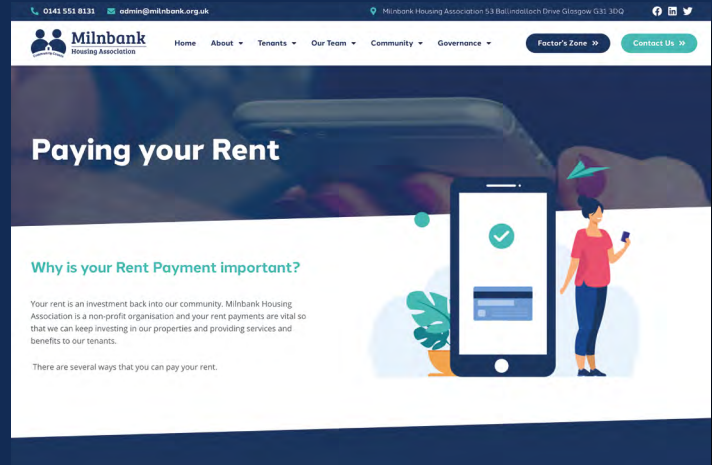 0141 551 8131 admin@milnbank.org.uk Milnbank Housing Association 53 Ballindalloch Drive Glasgow G31 3DQ
Milnbank
Housing Association
Home About Tenants Our Team Community Governance Factor's Zone » Contact Us »
Paying your Rent
Why is your Rent Payment important?
Your rent is an investment back into our community. Milnbank Housing
Association is a non-profit organisation and your rent payments are vital so
that we can keep investing in our properties and providing services and
benefits to our tenants.
There are several ways that you can pay your rent.